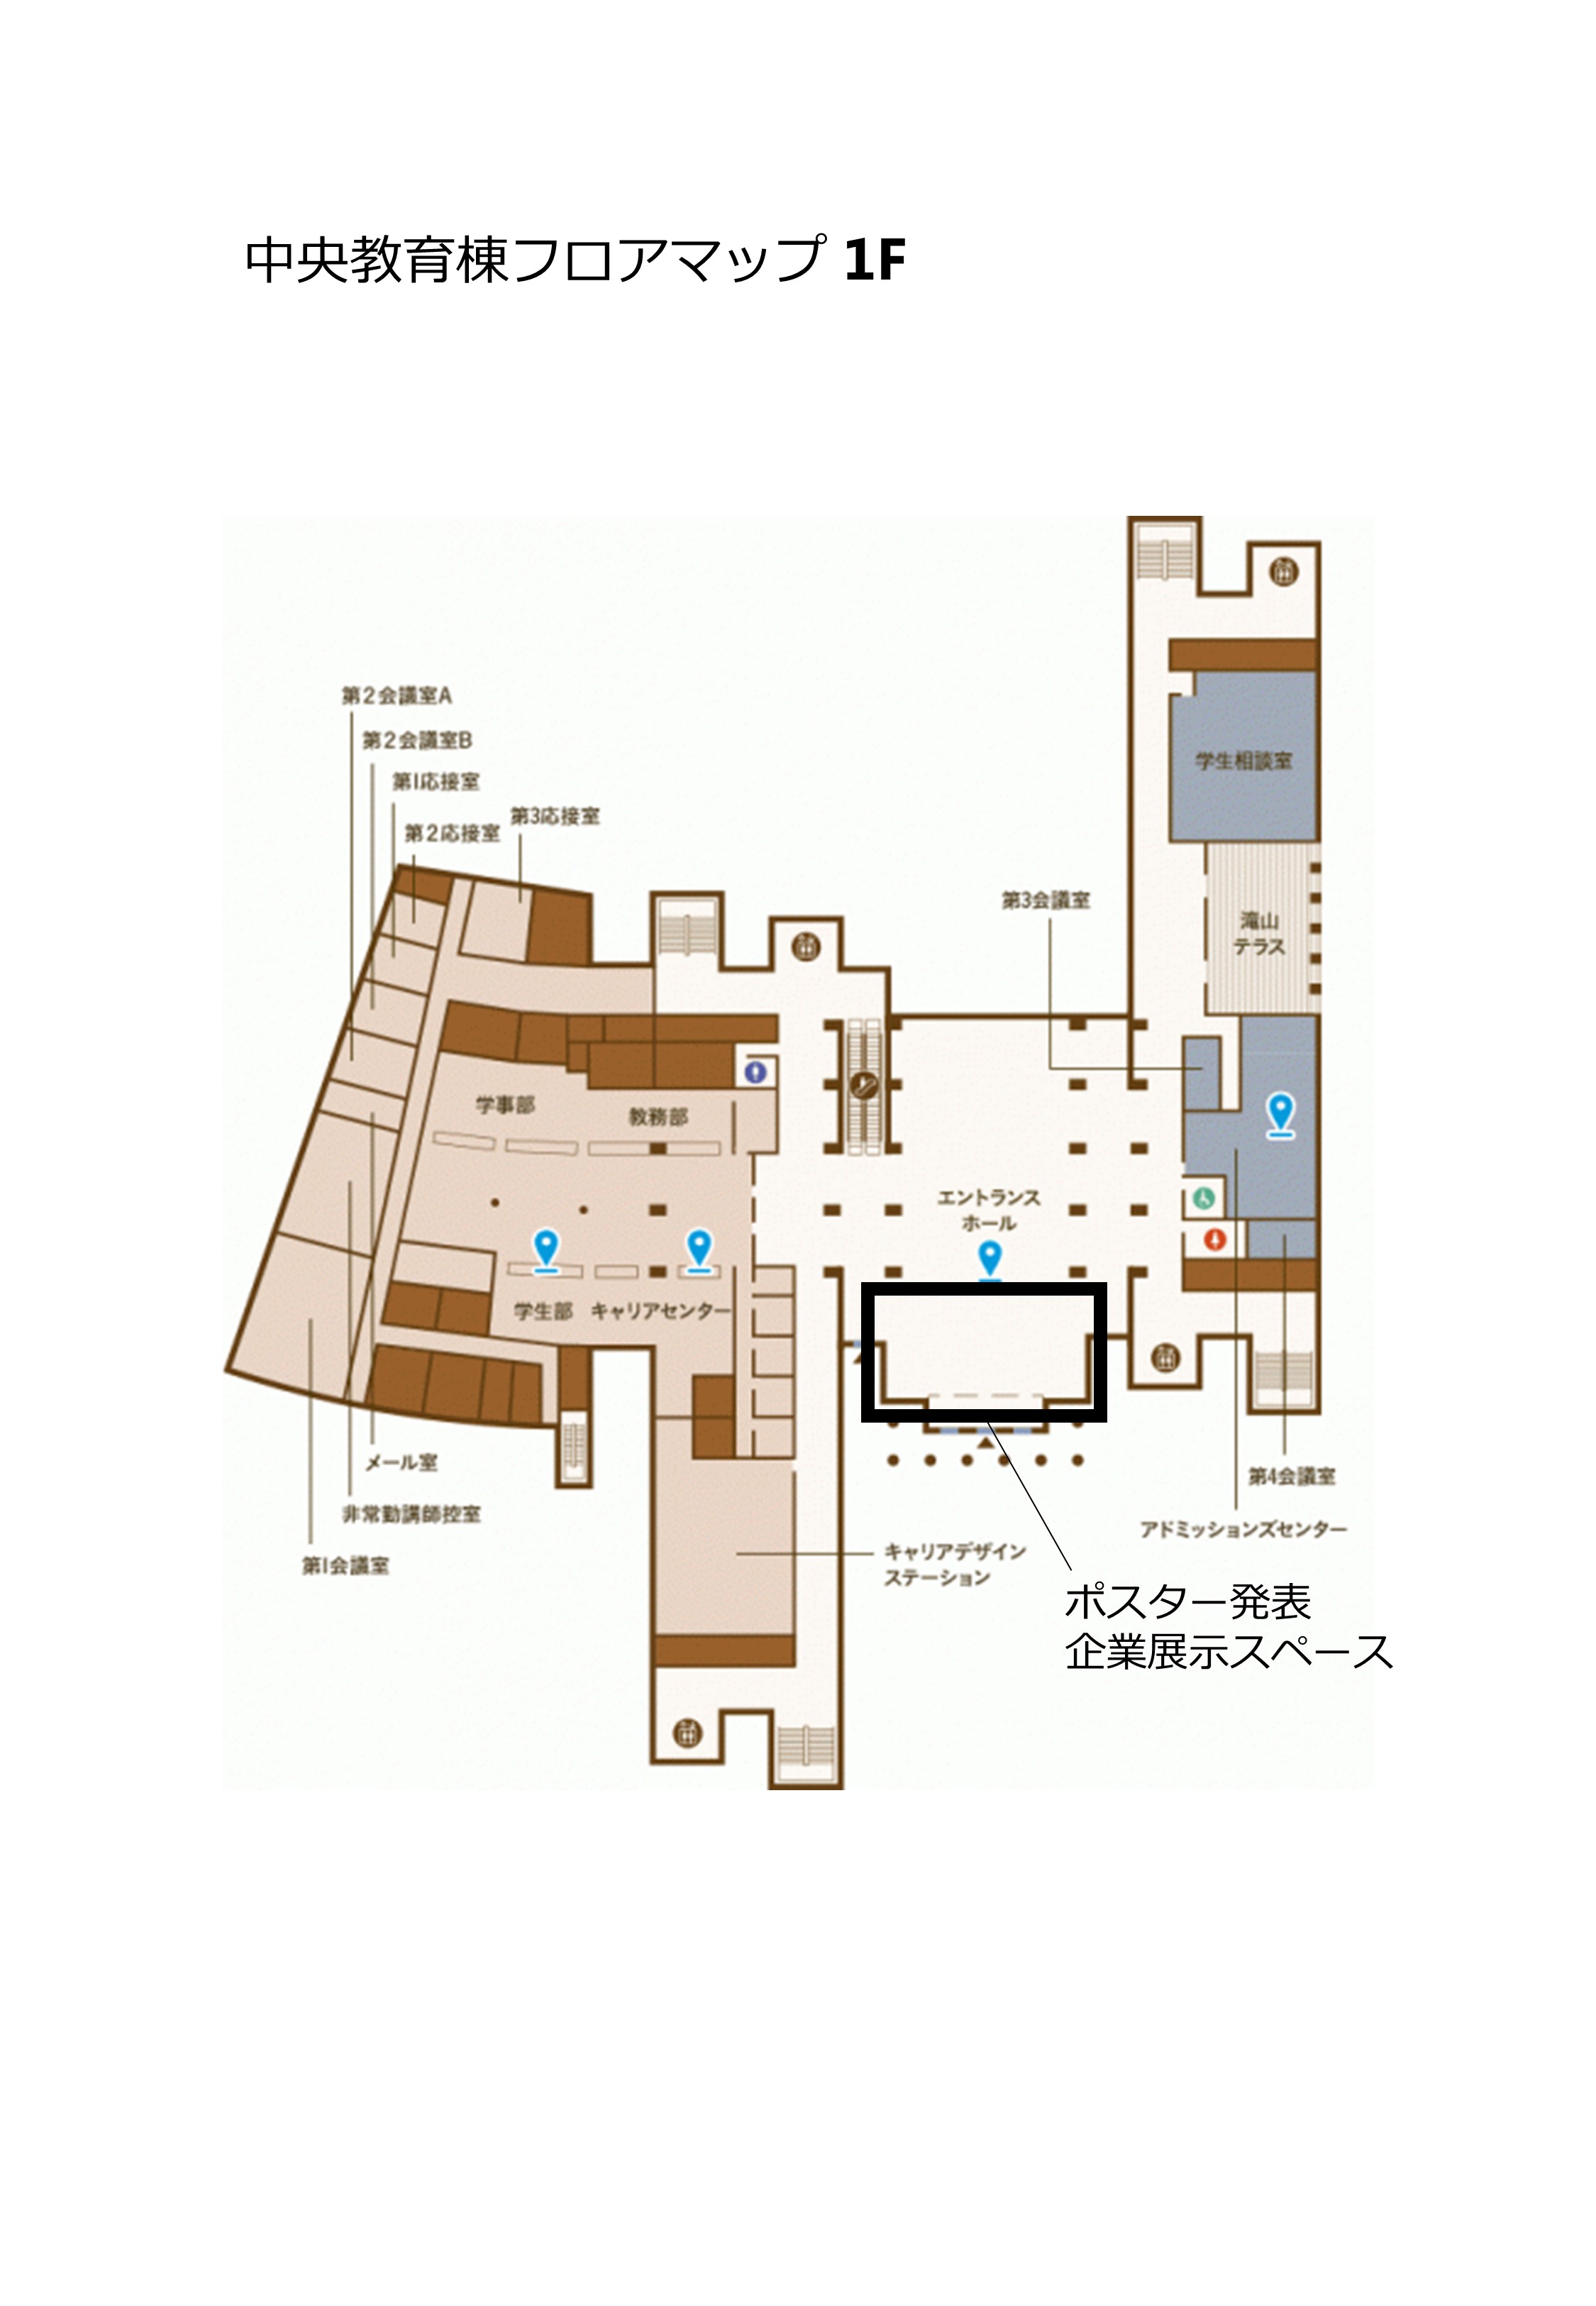 中央教育棟フロアマップ 1F
第2会議室A
第2会議室B
第1応接室
第2応接室
第3応接室
学生相談室
第3会議室
滝山
テラス
学事部
教務部
エントランス
ホール
学生部
キャリアセンター
メール室
非常勤講師控室
第1会議室
キャリアデザイン
ステーション
第4会議室
アドミッションズセンター
ポスター発表
企業展示スペース